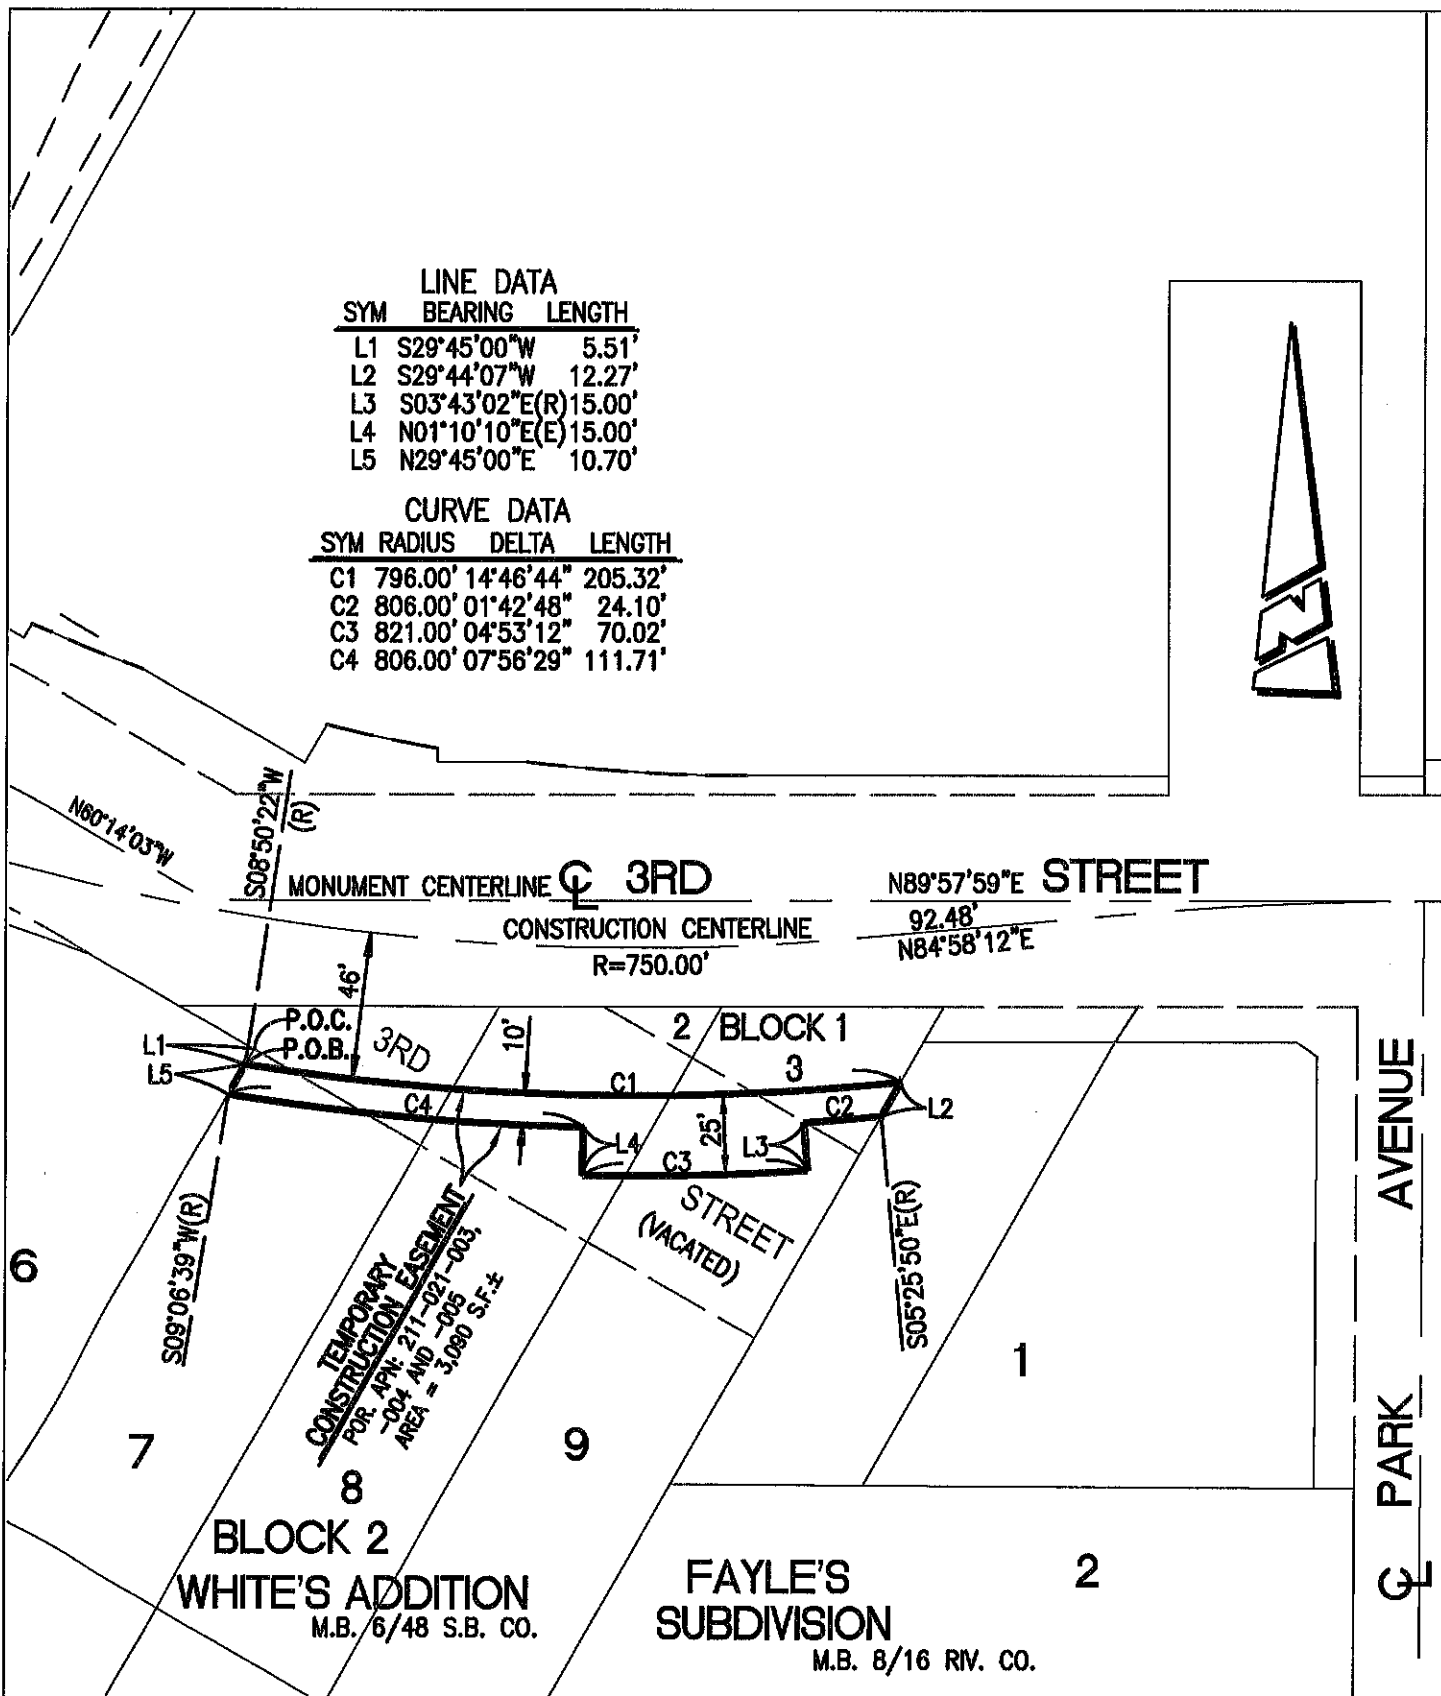 LINE DATA
SYM BEARING LENGTH
L1 S29°45'00"W 5.51'
L2 S29°44'07"W 12.27'
L3 S03°43'02"E(R) 15.00'
L4 N01°10'10"E(E) 15.00'
L5 N29°45'00"E 10.70'
CURVE DATA
SYM RADIUS DELTA LENGTH
C1 796.00' 14°46'44" 205.32'
C2 806.00' 01°42'48" 24.10'
C3 821.00' 04°53'12" 70.02'
C4 806.00' 07°56'29" 111.71'
N
N60°14'03"W
S08°50'22"W
(R)
MONUMENT CENTERLINE CL 3RD
N89°57'59"E STREET
CONSTRUCTION CENTERLINE
R=750.00'
92.48'
N84°58'12"E
46'
P.O.C.
P.O.B.
L1
L5
3RD
10'
2 BLOCK 1
3
C1
C4
C2
L2
25'
L4
L3
C3
STREET
(VACATED)
S09°06'39"W(R)
S05°25'50"E(R)
TEMPORARY
CONSTRUCTION EASEMENT
POR. APN: 211-021-003,
-004 AND -005
AREA = 3,090 S.F.±
6
7
8
9
1
2
BLOCK 2
WHITE'S ADDITION
M.B. 6/48 S.B. CO.
FAYLE'S
SUBDIVISION
M.B. 8/16 RIV. CO.
CL PARK AVENUE